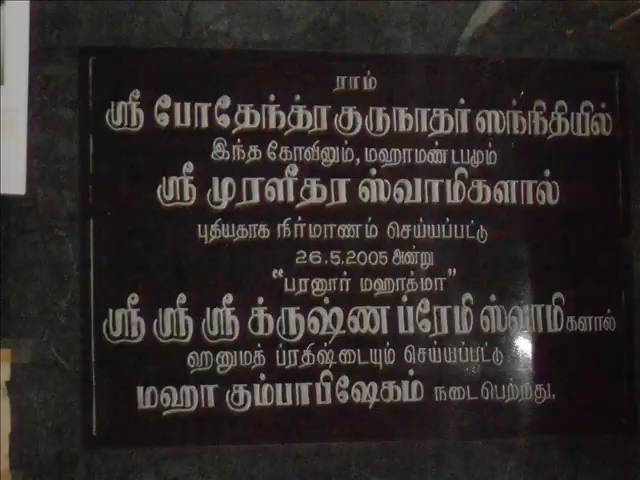 ராம்
ஸ்ரீ போதேந்த்ர குருநாதர் ஸந்நிதியில்
இந்த கோவிலும், மஹாமண்டபமும்
ஸ்ரீ முரளீதர ஸ்வாமிகளால்
புதியதாக நிர்மாணம் செய்யப்பட்டு
26.5.2005 அன்று
"பரனூர் மஹாத்மா"
ஸ்ரீ ஸ்ரீ ஸ்ரீ க்ருஷ்ண ப்ரேமி ஸ்வாமிகளால்
ஹனுமத் ப்ரதிஷ்டையும் செய்யப்பட்டு
மஹா கும்பாபிஷேகம் நடைபெற்றது.